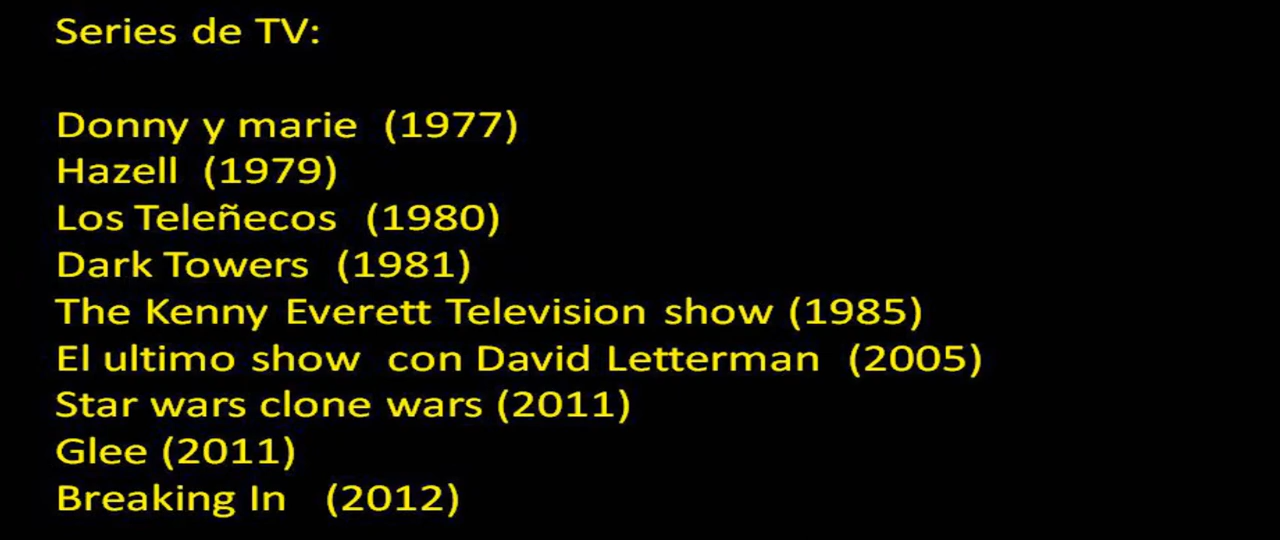 Series de TV:
Donny y marie (1977)
Hazell (1979)
Los Teleñecos (1980)
Dark Towers (1981)
The Kenny Everett Television show (1985)
El ultimo show con David Letterman (2005)
Star wars clone wars (2011)
Glee (2011)
Breaking In (2012)